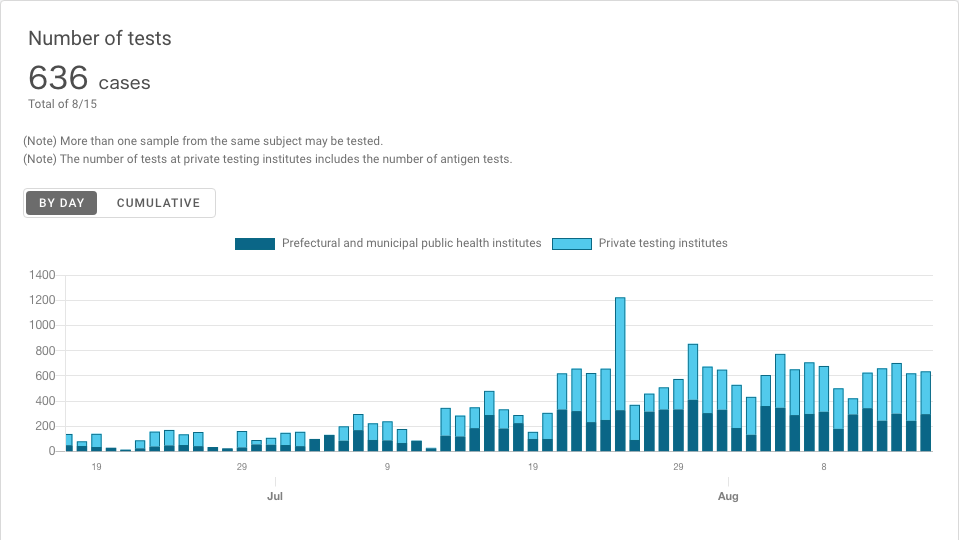 Number of tests
636 cases
Total of 8/15
(Note) More than one sample from the same subject may be tested.
(Note) The number of tests at private testing institutes includes the number of antigen tests.
BY DAY CUMULATIVE
Prefectural and municipal public health institutes Private testing institutes
1400
1200
1000
800
600
400
200
0
19 29 9 19 29 8
Jul Aug